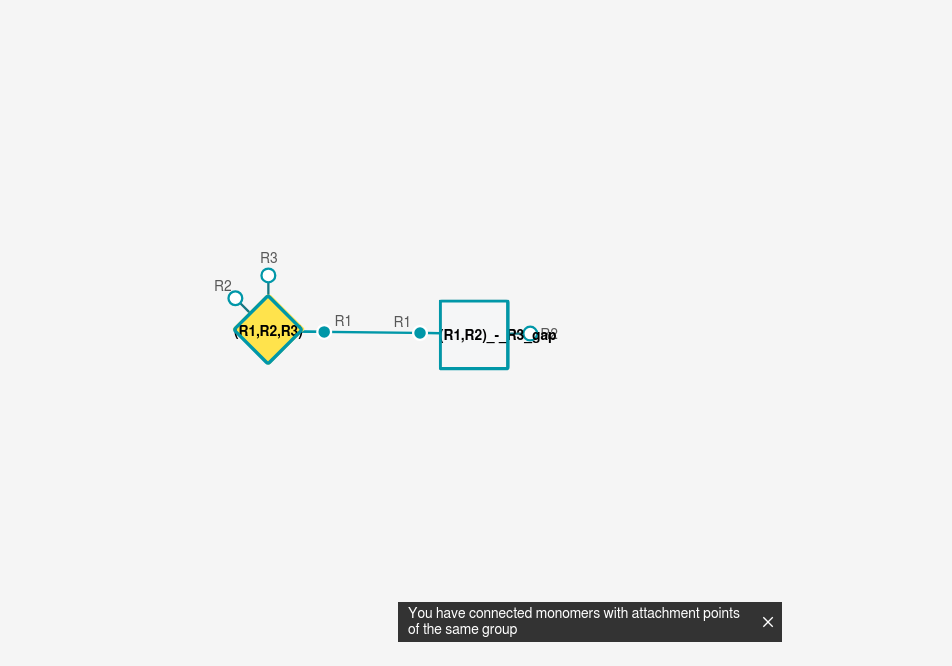 R3
R2
(R1,R2,R3)
R1
R1
(R1,R2)_-_R3_gap
R2
You have connected monomers with attachment points
of the same group